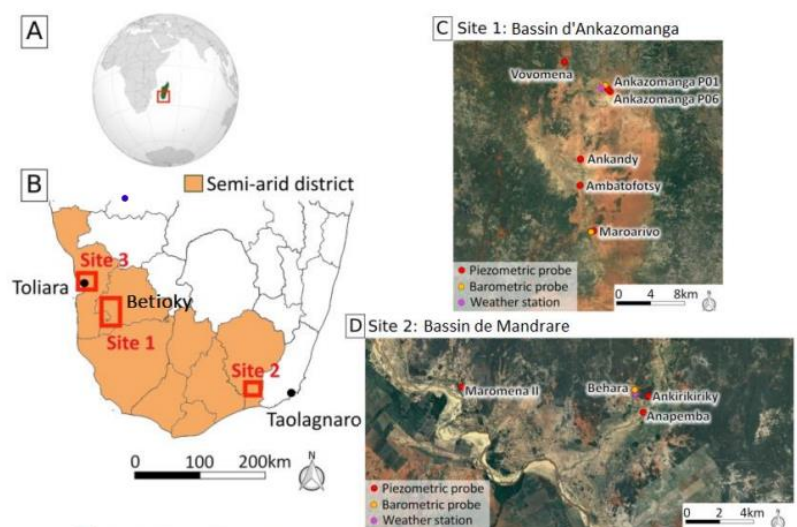 A
B
Semi-arid district
Site 3
Toliara
Betioky
Site 1
Site 2
Taolagnaro
0 100 200km
N
C Site 1: Bassin d'Ankazomanga
Vovomena
Ankazomanga P01
Ankazomanga P06
Ankandy
Ambatofotsy
Maroarivo
Piezometric probe
Barometric probe
Weather station
0 4 8km
N
D Site 2: Bassin de Mandrare
Maromena II
Behara
Ankirikiriky
Anapemba
Piezometric probe
Barometric probe
Weather station
0 2 4km
N